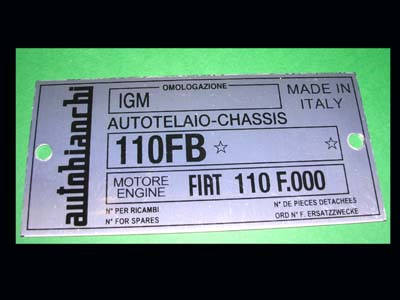 autobianchi
OMOLOGAZIONE
IGM
MADE IN
ITALY
AUTOTELAIO-CHASSIS
110FB ☆ ☆
MOTORE
ENGINE
FIAT 110 F.000
N° PER RICAMBI
N° FOR SPARES
N° DE PIECES DETACHEES
ORD N° F. ERSATZZWECKE